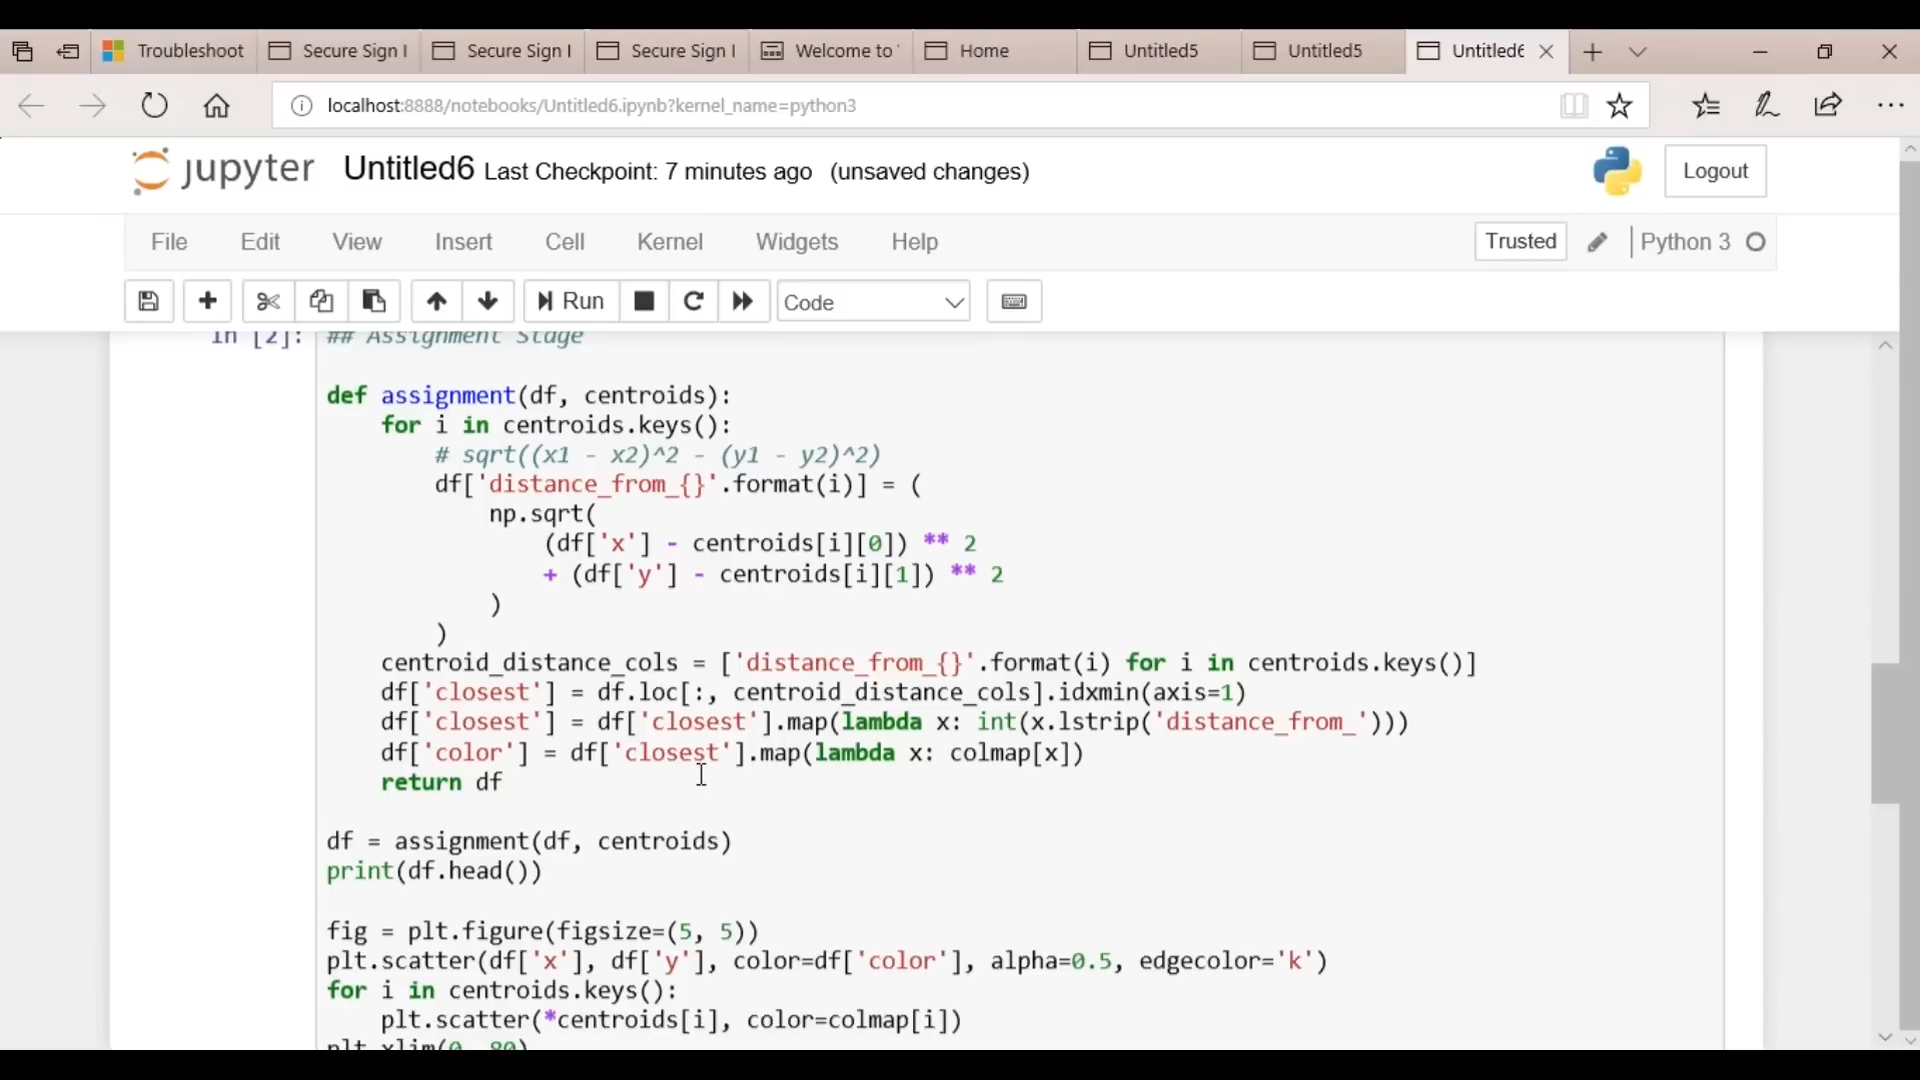 Troubleshoot
Secure Sign I
Secure Sign I
Secure Sign I
Welcome to
Home
Untitled5
Untitled5
Untitled6
localhost:8888/notebooks/Untitled6.ipynb?kernel_name=python3
jupyter Untitled6 Last Checkpoint: 7 minutes ago (unsaved changes)
Logout
File Edit View Insert Cell Kernel Widgets Help
Trusted
Python 3
Run
Code
In [2]: ## Assignment Stage
def assignment(df, centroids):
for i in centroids.keys():
# sqrt((x1 - x2)^2 - (y1 - y2)^2)
df['distance_from_{}'.format(i)] = (
np.sqrt(
(df['x'] - centroids[i][0]) ** 2
+ (df['y'] - centroids[i][1]) ** 2
)
)
centroid_distance_cols = ['distance_from_{}'.format(i) for i in centroids.keys()]
df['closest'] = df.loc[:, centroid_distance_cols].idxmin(axis=1)
df['closest'] = df['closest'].map(lambda x: int(x.lstrip('distance_from_')))
df['color'] = df['closest'].map(lambda x: colmap[x])
return df
df = assignment(df, centroids)
print(df.head())
fig = plt.figure(figsize=(5, 5))
plt.scatter(df['x'], df['y'], color=df['color'], alpha=0.5, edgecolor='k')
for i in centroids.keys():
plt.scatter(*centroids[i], color=colmap[i])
plt.xlim(0, 80)